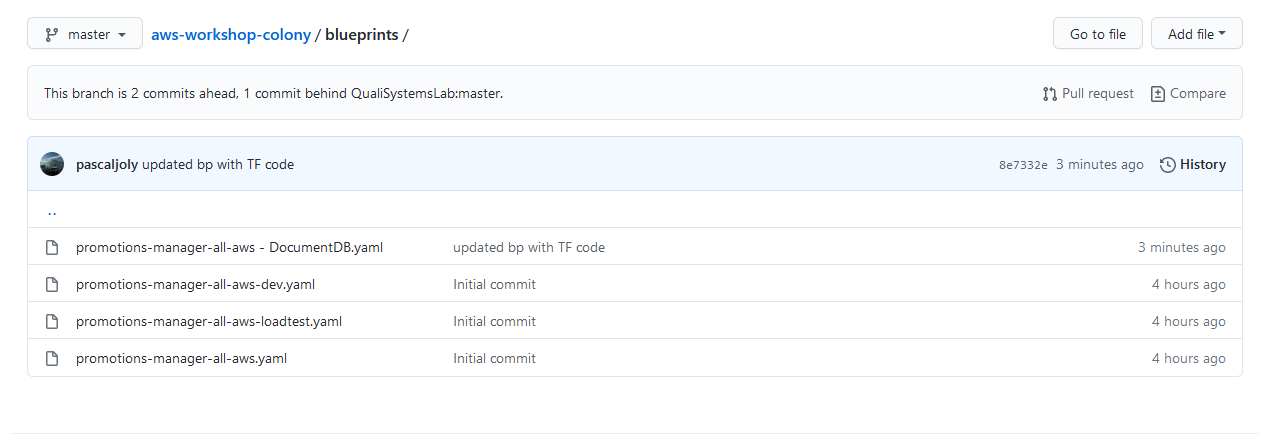 master aws-workshop-colony / blueprints / Go to file Add file
This branch is 2 commits ahead, 1 commit behind QualiSystemsLab:master. Pull request Compare
pascaljoly updated bp with TF code 8e7332e 3 minutes ago History
..
promotions-manager-all-aws - DocumentDB.yaml updated bp with TF code 3 minutes ago
promotions-manager-all-aws-dev.yaml Initial commit 4 hours ago
promotions-manager-all-aws-loadtest.yaml Initial commit 4 hours ago
promotions-manager-all-aws.yaml Initial commit 4 hours ago